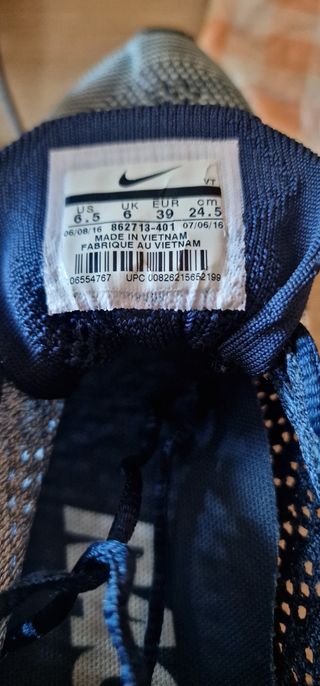 VT
US UK EUR cm
6.5 6 39 24.5
06/08/16 862713-401 07/06/16
MADE IN VIETNAM
FABRIQUE AU VIETNAM
06554767 UPC 00826215652199